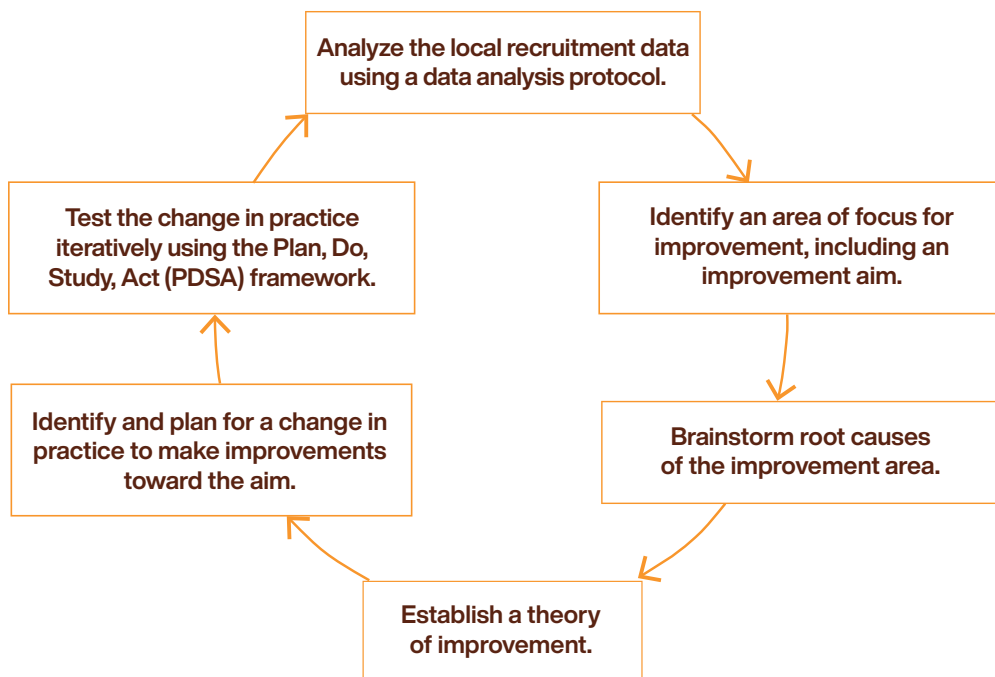 Analyze the local recruitment data
using a data analysis protocol.
Identify an area of focus for
improvement, including an
improvement aim.
Brainstorm root causes
of the improvement area.
Establish a theory
of improvement.
Identify and plan for a change in
practice to make improvements
toward the aim.
Test the change in practice
iteratively using the Plan, Do,
Study, Act (PDSA) framework.